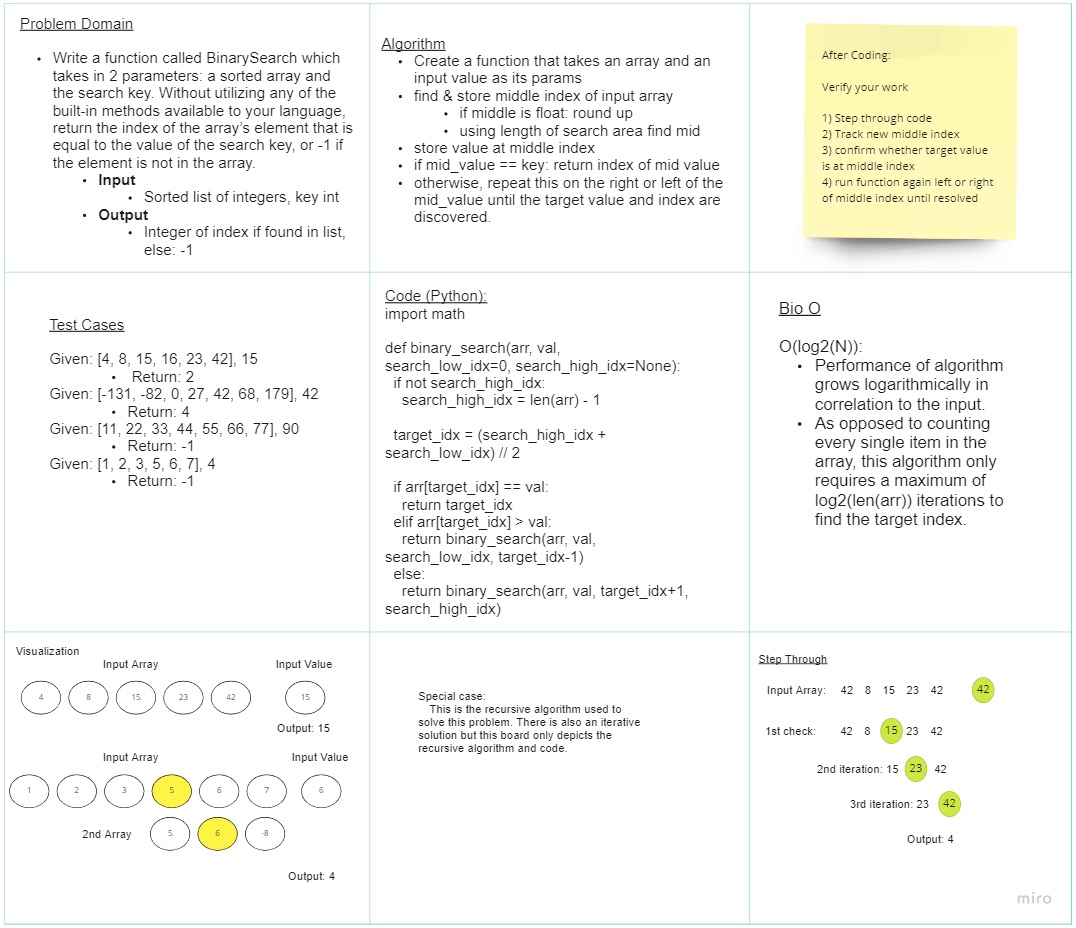 Problem Domain
• Write a function called BinarySearch which
takes in 2 parameters: a sorted array and
the search key. Without utilizing any of the
built-in methods available to your language,
return the index of the array's element that is
equal to the value of the search key, or -1 if
the element is not in the array.
• Input
• Sorted list of integers, key int
• Output
• Integer of index if found in list,
else: -1
Algorithm
• Create a function that takes an array and an
input value as its params
• find & store middle index of input array
• if middle is float: round up
• using length of search area find mid
• store value at middle index
• if mid_value == key: return index of mid value
• otherwise, repeat this on the right or left of the
mid_value until the target value and index are
discovered.
After Coding:
Verify your work
1) Step through code
2) Track new middle index
3) confirm whether target value
is at middle index
4) run function again left or right
of middle index until resolved
Test Cases
Given: [4, 8, 15, 16, 23, 42], 15
• Return: 2
Given: [-131, -82, 0, 27, 42, 68, 179], 42
• Return: 4
Given: [11, 22, 33, 44, 55, 66, 77], 90
• Return: -1
Given: [1, 2, 3, 5, 6, 7], 4
• Return: -1
Code (Python):
import math
def binary_search(arr, val,
search_low_idx=0, search_high_idx=None):
if not search_high_idx:
search_high_idx = len(arr) - 1
target_idx = (search_high_idx +
search_low_idx) // 2
if arr[target_idx] == val:
return target_idx
elif arr[target_idx] > val:
return binary_search(arr, val,
search_low_idx, target_idx-1)
else:
return binary_search(arr, val, target_idx+1,
search_high_idx)
Bio O
O(log2(N)):
• Performance of algorithm
grows logarithmically in
correlation to the input.
• As opposed to counting
every single item in the
array, this algorithm only
requires a maximum of
log2(len(arr)) iterations to
find the target index.
Visualization
Input Array Input Value
4 8 15 23 42 15
Output: 15
Input Array Input Value
1 2 3 5 6 7 6
2nd Array 5 6 -8
Output: 4
Special case:
This is the recursive algorithm used to
solve this problem. There is also an iterative
solution but this board only depicts the
recursive algorithm and code.
Step Through
Input Array: 42 8 15 23 42 42
1st check: 42 8 15 23 42
2nd iteration: 15 23 42
3rd iteration: 23 42
Output: 4
miro